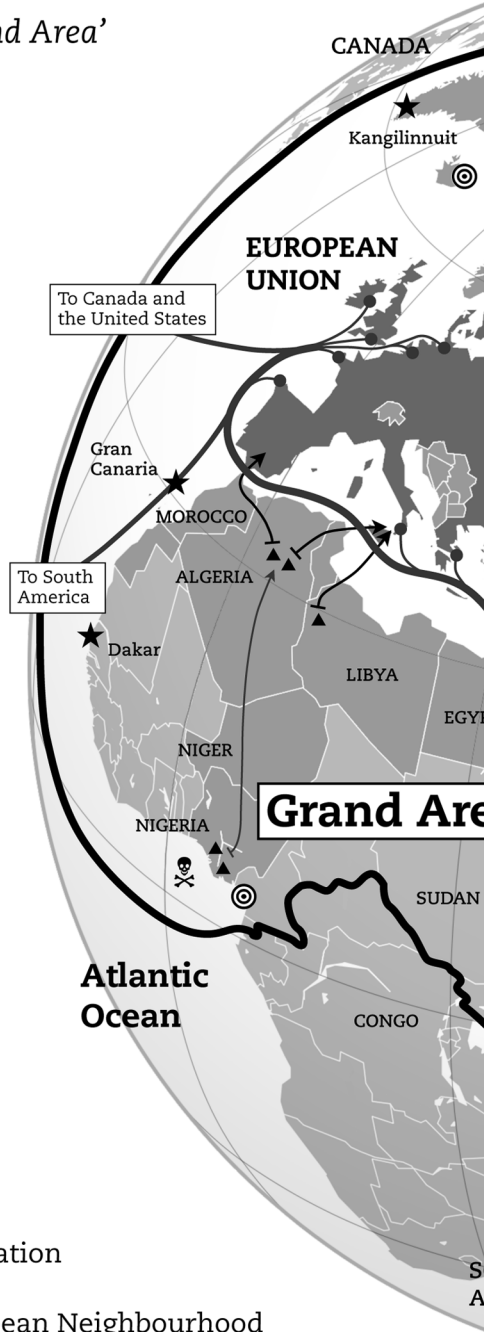 nd Area’
CANADA
Kangilinnuit
EUROPEAN
UNION
To Canada and
the United States
Gran
Canaria
MOROCCO
ALGERIA
To South
America
Dakar
LIBYA
EGYP
NIGER
Grand Are
NIGERIA
SUDAN
Atlantic
Ocean
CONGO
ation
S
A
ean Neighbourhood